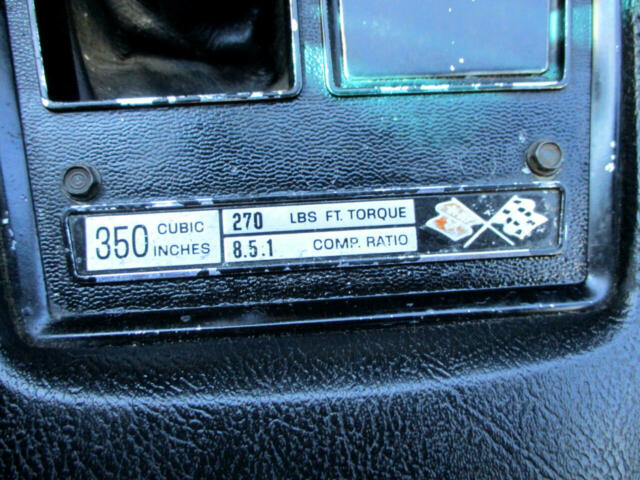 350 CUBIC INCHES
270 LBS FT. TORQUE
8.5.1 COMP. RATIO